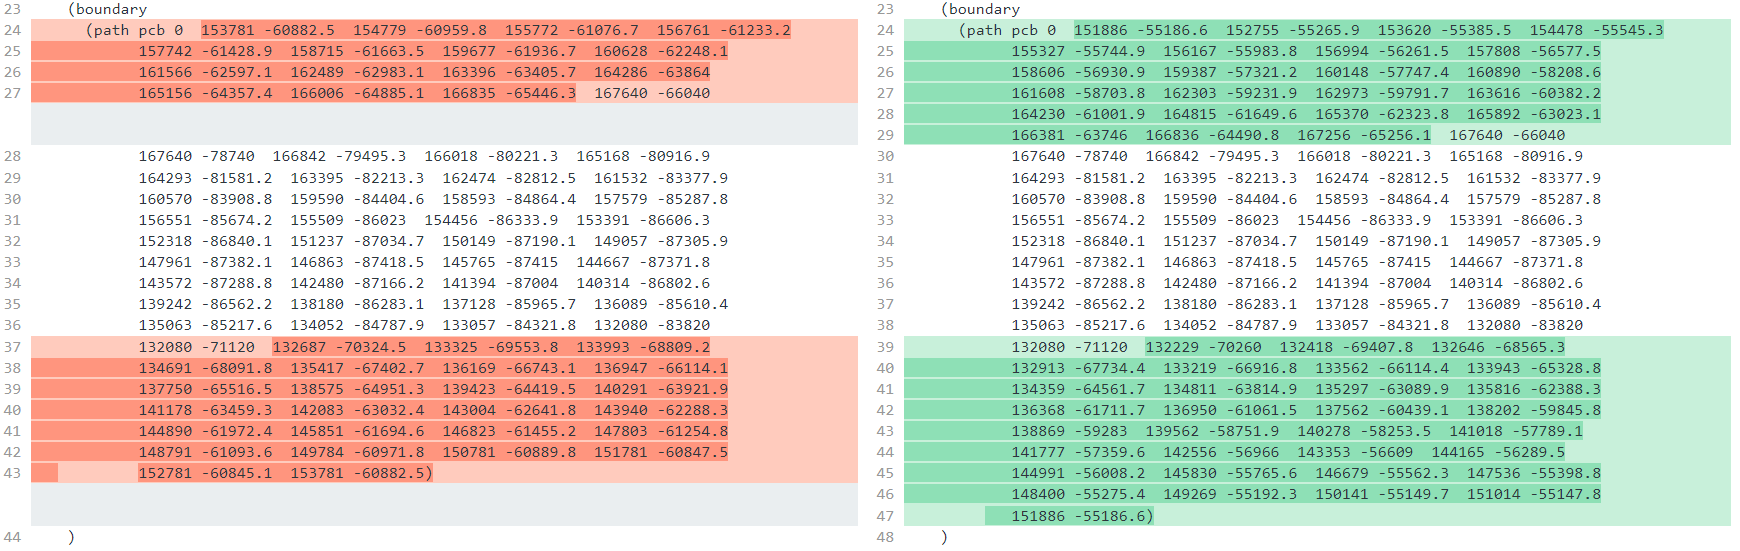 23 (boundary
24 (path pcb 0 153781 -60882.5 154779 -60959.8 155772 -61076.7 156761 -61233.2
25 157742 -61428.9 158715 -61663.5 159677 -61936.7 160628 -62248.1
26 161566 -62597.1 162489 -62983.1 163396 -63405.7 164286 -63864
27 165156 -64357.4 166006 -64885.1 166835 -65446.3 167640 -66040
28 167640 -78740 166842 -79495.3 166018 -80221.3 165168 -80916.9
29 164293 -81581.2 163395 -82213.3 162474 -82812.5 161532 -83377.9
30 160570 -83908.8 159590 -84404.6 158593 -84864.4 157579 -85287.8
31 156551 -85674.2 155509 -86023 154456 -86333.9 153391 -86606.3
32 152318 -86840.1 151237 -87034.7 150149 -87190.1 149057 -87305.9
33 147961 -87382.1 146863 -87418.5 145765 -87415 144667 -87371.8
34 143572 -87288.8 142480 -87166.2 141394 -87004 140314 -86802.6
35 139242 -86562.2 138180 -86283.1 137128 -85965.7 136089 -85610.4
36 135063 -85217.6 134052 -84787.9 133057 -84321.8 132080 -83820
37 132080 -71120 132687 -70324.5 133325 -69553.8 133993 -68809.2
38 134691 -68091.8 135417 -67402.7 136169 -66743.1 136947 -66114.1
39 137750 -65516.5 138575 -64951.3 139423 -64419.5 140291 -63921.9
40 141178 -63459.3 142083 -63032.4 143004 -62641.8 143940 -62288.3
41 144890 -61972.4 145851 -61694.6 146823 -61455.2 147803 -61254.8
42 148791 -61093.6 149784 -60971.8 150781 -60889.8 151781 -60847.5
43 152781 -60845.1 153781 -60882.5)
44 )
23 (boundary
24 (path pcb 0 151886 -55186.6 152755 -55265.9 153620 -55385.5 154478 -55545.3
25 155327 -55744.9 156167 -55983.8 156994 -56261.5 157808 -56577.5
26 158606 -56930.9 159387 -57321.2 160148 -57747.4 160890 -58208.6
27 161608 -58703.8 162303 -59231.9 162973 -59791.7 163616 -60382.2
28 164230 -61001.9 164815 -61649.6 165370 -62323.8 165892 -63023.1
29 166381 -63746 166836 -64490.8 167256 -65256.1 167640 -66040
30 167640 -78740 166842 -79495.3 166018 -80221.3 165168 -80916.9
31 164293 -81581.2 163395 -82213.3 162474 -82812.5 161532 -83377.9
32 160570 -83908.8 159590 -84404.6 158593 -84864.4 157579 -85287.8
33 156551 -85674.2 155509 -86023 154456 -86333.9 153391 -86606.3
34 152318 -86840.1 151237 -87034.7 150149 -87190.1 149057 -87305.9
35 147961 -87382.1 146863 -87418.5 145765 -87415 144667 -87371.8
36 143572 -87288.8 142480 -87166.2 141394 -87004 140314 -86802.6
37 139242 -86562.2 138180 -86283.1 137128 -85965.7 136089 -85610.4
38 135063 -85217.6 134052 -84787.9 133057 -84321.8 132080 -83820
39 132080 -71120 132229 -70260 132418 -69407.8 132646 -68565.3
40 132913 -67734.4 133219 -66916.8 133562 -66114.4 133943 -65328.8
41 134359 -64561.7 134811 -63814.9 135297 -63089.9 135816 -62388.3
42 136368 -61711.7 136950 -61061.5 137562 -60439.1 138202 -59845.8
43 138869 -59283 139562 -58751.9 140278 -58253.5 141018 -57789.1
44 141777 -57359.6 142556 -56966 143353 -56609 144165 -56289.5
45 144991 -56008.2 145830 -55765.6 146679 -55562.3 147536 -55398.8
46 148400 -55275.4 149269 -55192.3 150141 -55149.7 151014 -55147.8
47 151886 -55186.6)
48 )